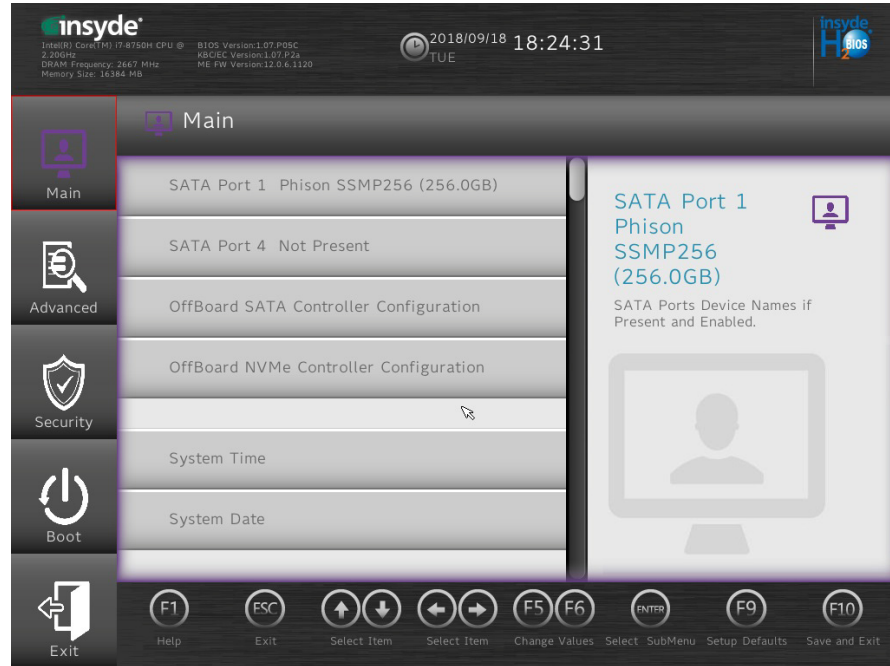 insyde®
Intel(R) Core(TM) i7-8750H CPU @
2.20GHz
DRAM Frequency: 2667 MHz
Memory Size: 16384 MB
BIOS Version:1.07.P05C
KBC/EC Version:1.07.P2a
ME FW Version:12.0.6.1120
2018/09/18 18:24:31
TUE
insyde
H2
BIOS
Main
Main
Advanced
Security
Boot
Exit
SATA Port 1 Phison SSMP256 (256.0GB)
SATA Port 4 Not Present
OffBoard SATA Controller Configuration
OffBoard NVMe Controller Configuration
System Time
System Date
SATA Port 1
Phison
SSMP256
(256.0GB)
SATA Ports Device Names if
Present and Enabled.
F1 ESC F5 F6 ENTER F9 F10
Help Exit Select Item Select Item Change Values Select SubMenu Setup Defaults Save and Exit